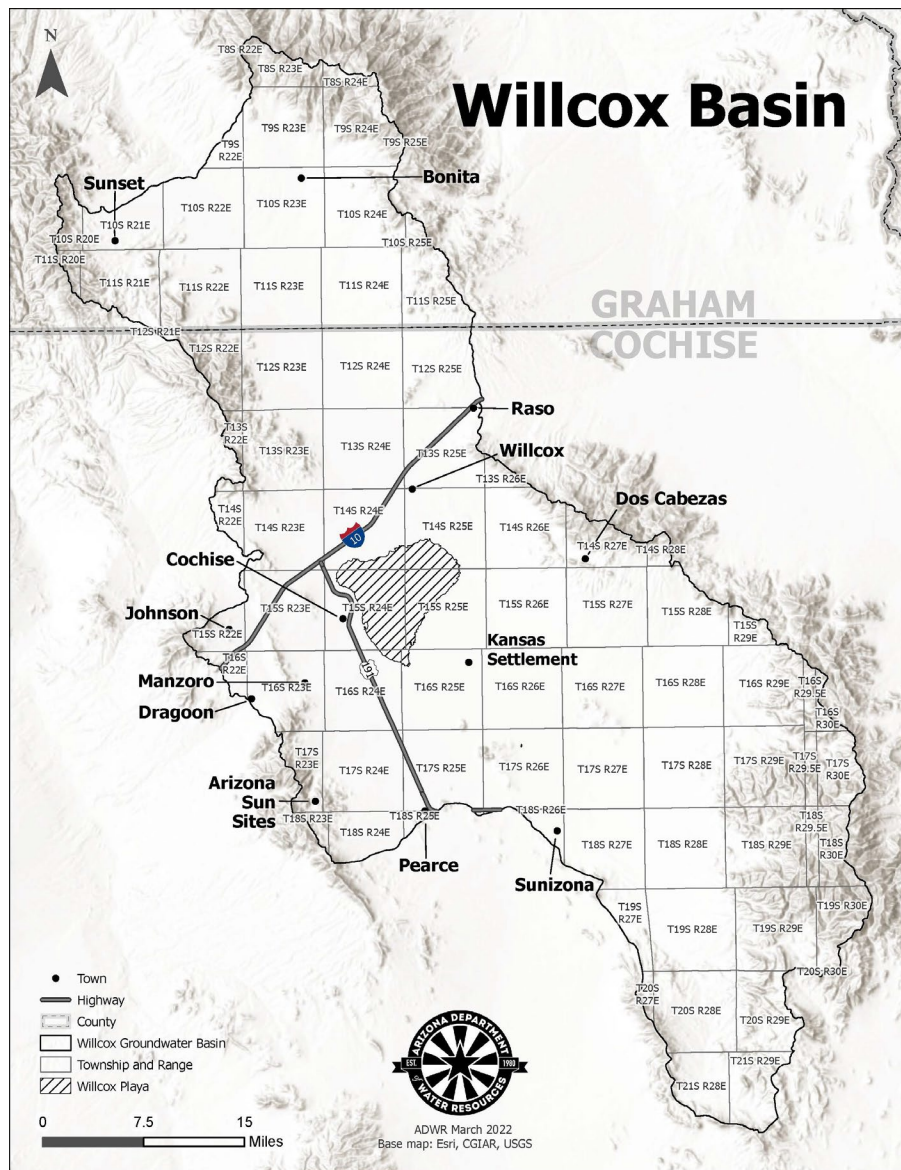 N
Willcox Basin
T8S R22E
T8S R23E
T8S R24E
T9S R23E
T9S R24E
T9S
R22E
T9S R25E
Sunset
Bonita
T10S R22E
T10S R23E
T10S R21E
T10S R24E
T10S R20E
T10S R25E
T11S R20E
T11S R21E
T11S R22E
T11S R23E
T11S R24E
T11S R25E
GRAHAM
COCHISE
T12S R21E
T12S R22E
T12S R23E
T12S R24E
T12S R25E
Raso
T13S
R22E
T13S R23E
T13S R24E
T13S R25E
Willcox
T13S R26E
Dos Cabezas
T14S
R22E
T14S R23E
T14S R24E
T14S R25E
T14S R26E
10
T14S R27E
T14S R28E
Cochise
Johnson
T15S R22E
T15S R23E
T15S R24E
T15S R25E
T15S R26E
T15S R27E
T15S R28E
T15S
R29E
Kansas
Settlement
T16S
R22E
191
Manzoro
Dragoon
T16S R23E
T16S R24E
T16S R25E
T16S R26E
T16S R27E
T16S R28E
T16S R29E
T16S
R29.5E
T16S
R30E
T17S
R23E
T17S R24E
T17S R25E
T17S R26E
T17S R27E
T17S R28E
T17S R29E
T17S
R29.5E
T17S
R30E
Arizona
Sun
Sites
T18S R23E
T18S R24E
T18S R25E
T18S R26E
Pearce
Sunizona
T18S R27E
T18S R28E
T18S R29E
T18S
R29.5E
T18S
R30E
T19S
R27E
T19S R28E
T19S R29E
T19S R30E
T20S R30E
T20S
R27E
T20S R28E
T20S R29E
T21S R29E
T21S R28E
Town
Highway
County
Willcox Groundwater Basin
Township and Range
Willcox Playa
0 7.5 15
Miles
ARIZONA DEPARTMENT
EST. 1980
of
WATER RESOURCES
ADWR March 2022
Base map: Esri, CGIAR, USGS